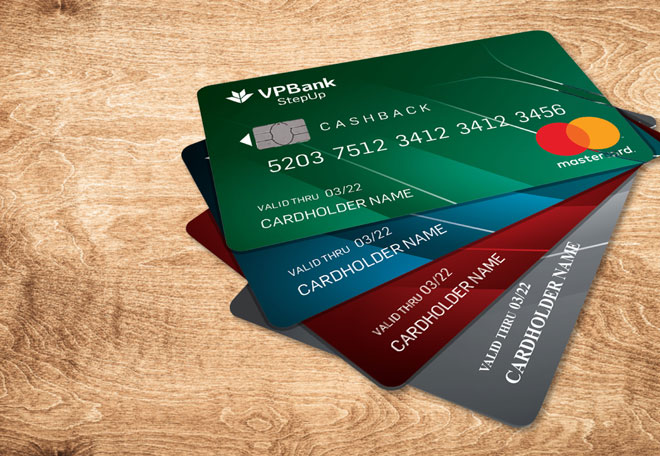 VPBank
StepUp
CASHBACK
5203 7512 3412 3412 3456
VALID THRU 03/22
CARDHOLDER NAME
mastercard.
VALID THRU 03/22
CARDHOLDER NAME
VALID THRU 03/22
CARDHOLDER NAME
VALID THRU 03/22
CARDHOLDER NAME